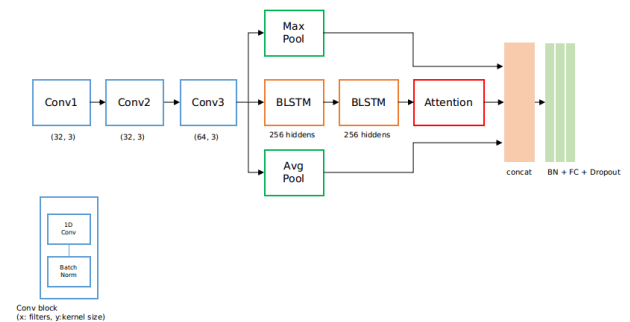 Max
Pool
Conv1
Conv2
Conv3
BLSTM
BLSTM
Attention
(32, 3)
(32, 3)
(64, 3)
256 hiddens
256 hiddens
Avg
Pool
concat
BN + FC + Dropout
1D
Conv
Batch
Norm
Conv block
(x: filters, y:kernel size)